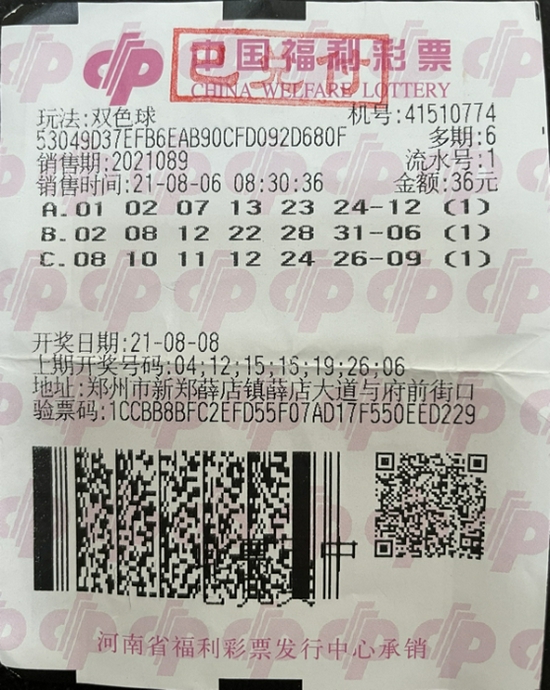 中国福利彩票
CHINA WELFARE LOTTERY
已兑付
玩法:双色球 机号:41510774
53049D37EFB6EAB90CFD092D680F 多期:6
销售期:2021089 流水号:1
销售时间:21-08-06 08:30:36 金额:36元
A.01 02 07 13 23 24-12 (1)
B.02 08 12 22 28 31-06 (1)
C.08 10 11 12 24 26-09 (1)
开奖日期:21-08-08
上期开奖号码:04;12;15;16;19;26;06
地址:郑州市新郑薛店镇薛店大道与府前街口
验票码:1CCBB8BFC2EFD55F07AD17F550EED229
中
河南省福利彩票发行中心承销